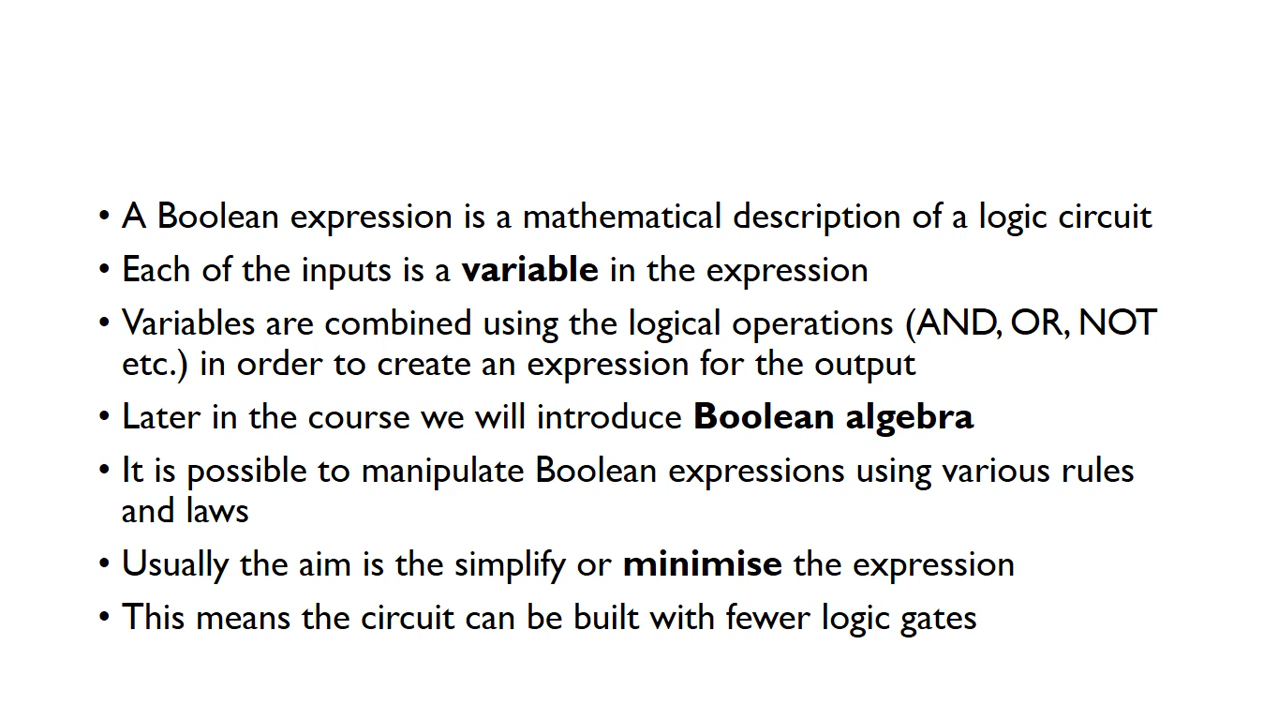 • A Boolean expression is a mathematical description of a logic circuit
• Each of the inputs is a variable in the expression
• Variables are combined using the logical operations (AND, OR, NOT
etc.) in order to create an expression for the output
• Later in the course we will introduce Boolean algebra
• It is possible to manipulate Boolean expressions using various rules
and laws
• Usually the aim is the simplify or minimise the expression
• This means the circuit can be built with fewer logic gates